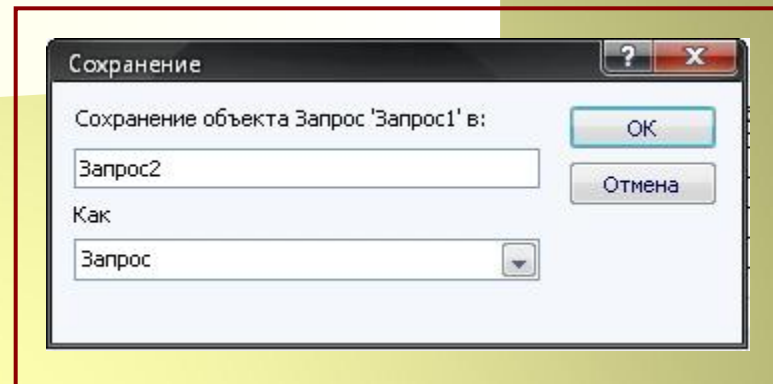 Сохранение
Сохранение объекта Запрос 'Запрос1' в:
Запрос2
Как
Запрос
ОК
Отмена